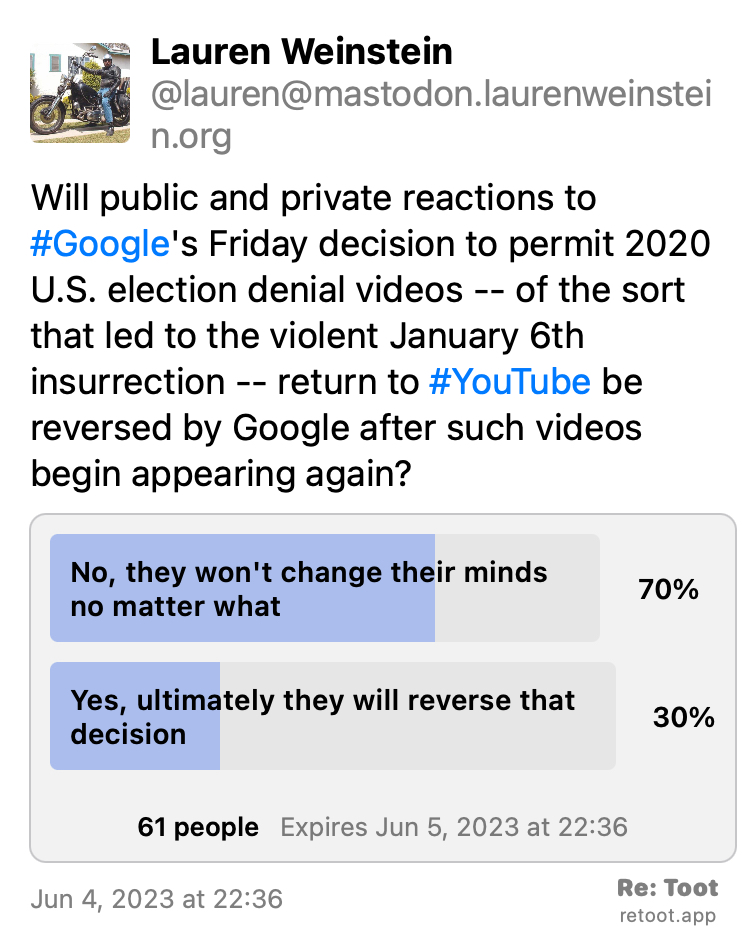 Lauren Weinstein
@lauren@mastodon.laurenweinstei
n.org
Will public and private reactions to
#Google's Friday decision to permit 2020
U.S. election denial videos -- of the sort
that led to the violent January 6th
insurrection -- return to #YouTube be
reversed by Google after such videos
begin appearing again?
No, they won't change their minds
no matter what
70%
Yes, ultimately they will reverse that
decision
30%
61 people Expires Jun 5, 2023 at 22:36
Jun 4, 2023 at 22:36
Re: Toot
retoot.app